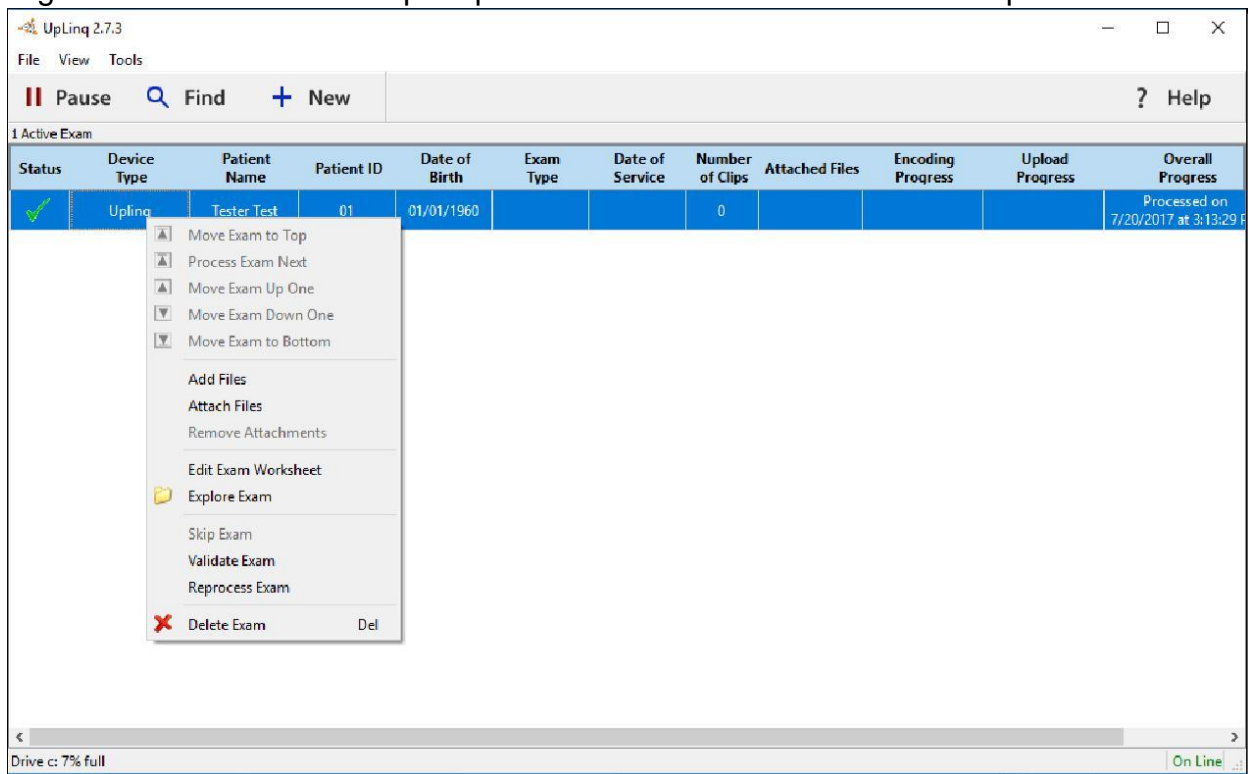 UpLinq 2.7.3
File View Tools
Pause Find New ? Help
1 Active Exam
Status Device Type Patient Name Patient ID Date of Birth Exam Type Date of Service Number of Clips Attached Files Encoding Progress Upload Progress Overall Progress
Uplinq Tester Test 01 01/01/1960 0 Processed on
7/20/2017 at 3:13:29
Move Exam to Top
Process Exam Next
Move Exam Up One
Move Exam Down One
Move Exam to Bottom
Add Files
Attach Files
Remove Attachments
Edit Exam Worksheet
Explore Exam
Skip Exam
Validate Exam
Reprocess Exam
Delete Exam Del
Drive c: 7% full On Line